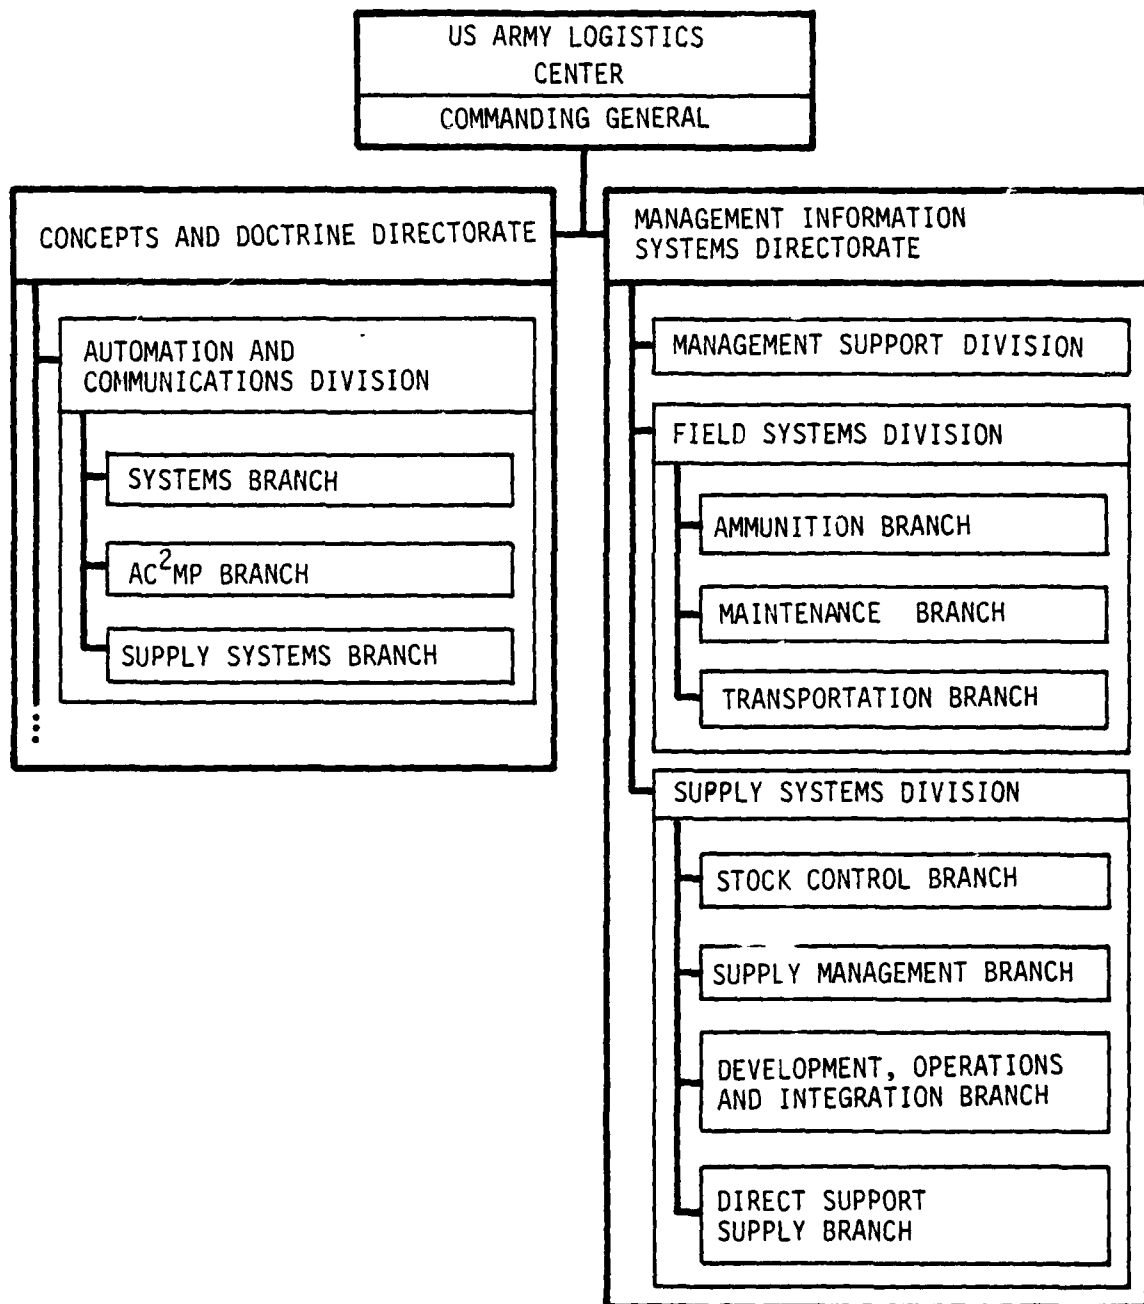 US ARMY LOGISTICS
CENTER
COMMANDING GENERAL
CONCEPTS AND DOCTRINE DIRECTORATE
AUTOMATION AND
COMMUNICATIONS DIVISION
SYSTEMS BRANCH
AC²MP BRANCH
SUPPLY SYSTEMS BRANCH
MANAGEMENT INFORMATION
SYSTEMS DIRECTORATE
MANAGEMENT SUPPORT DIVISION
FIELD SYSTEMS DIVISION
AMMUNITION BRANCH
MAINTENANCE BRANCH
TRANSPORTATION BRANCH
SUPPLY SYSTEMS DIVISION
STOCK CONTROL BRANCH
SUPPLY MANAGEMENT BRANCH
DEVELOPMENT, OPERATIONS
AND INTEGRATION BRANCH
DIRECT SUPPORT
SUPPLY BRANCH